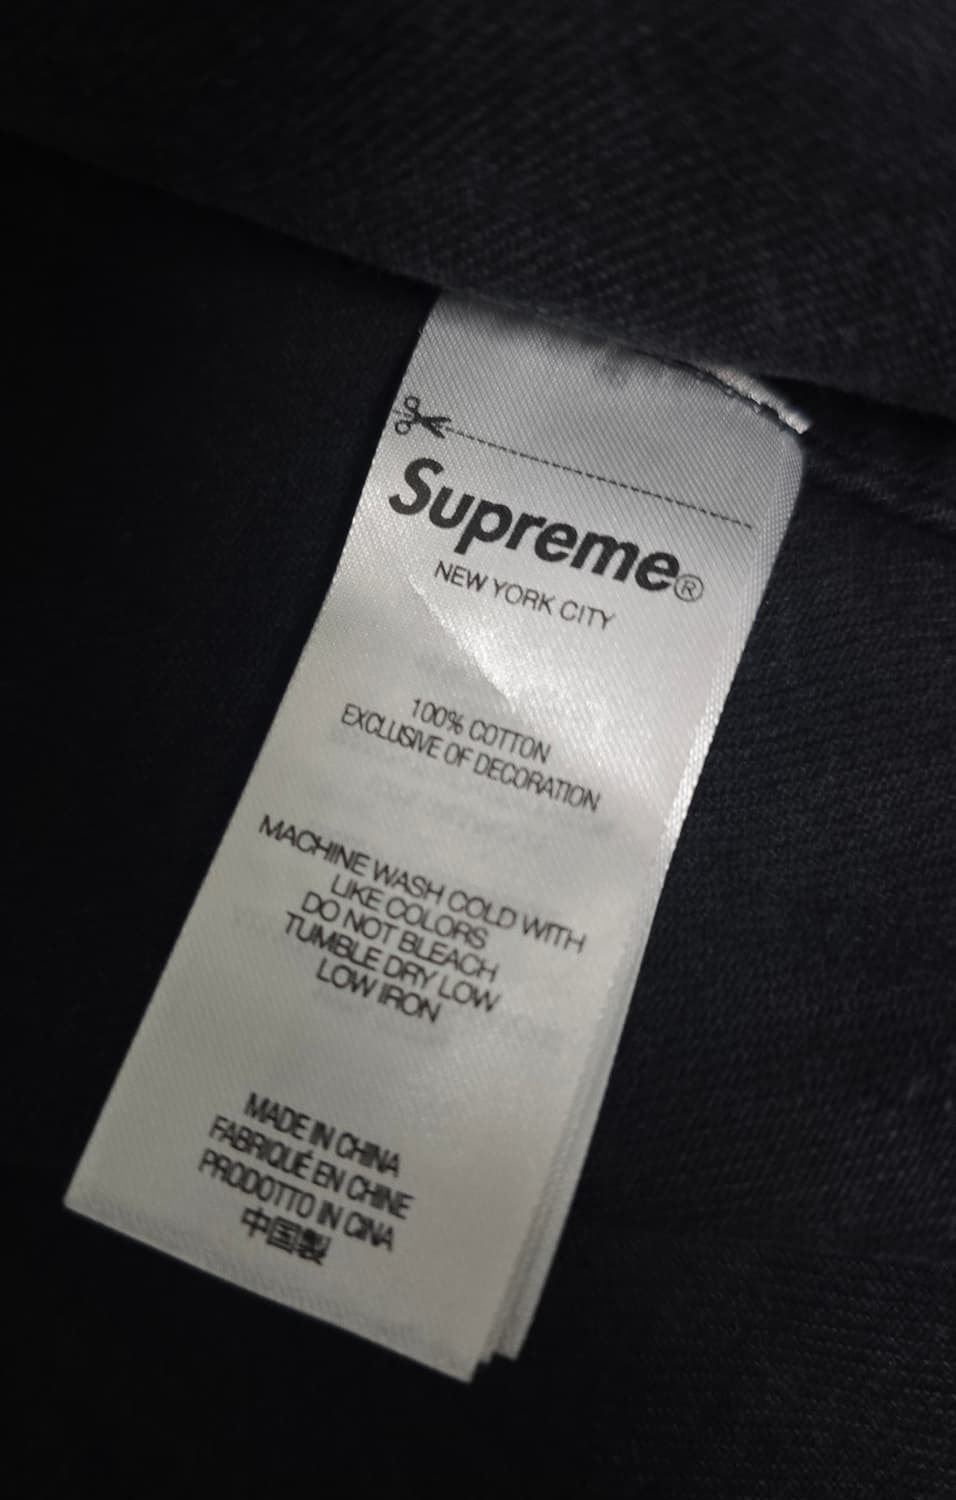 Supreme®
NEW YORK CITY
100% COTTON
EXCLUSIVE OF DECORATION
MACHINE WASH COLD WITH
LIKE COLORS
DO NOT BLEACH
TUMBLE DRY LOW
LOW IRON
MADE IN CHINA
FABRIQUÉ EN CHINE
PRODOTTO IN CINA
中国製